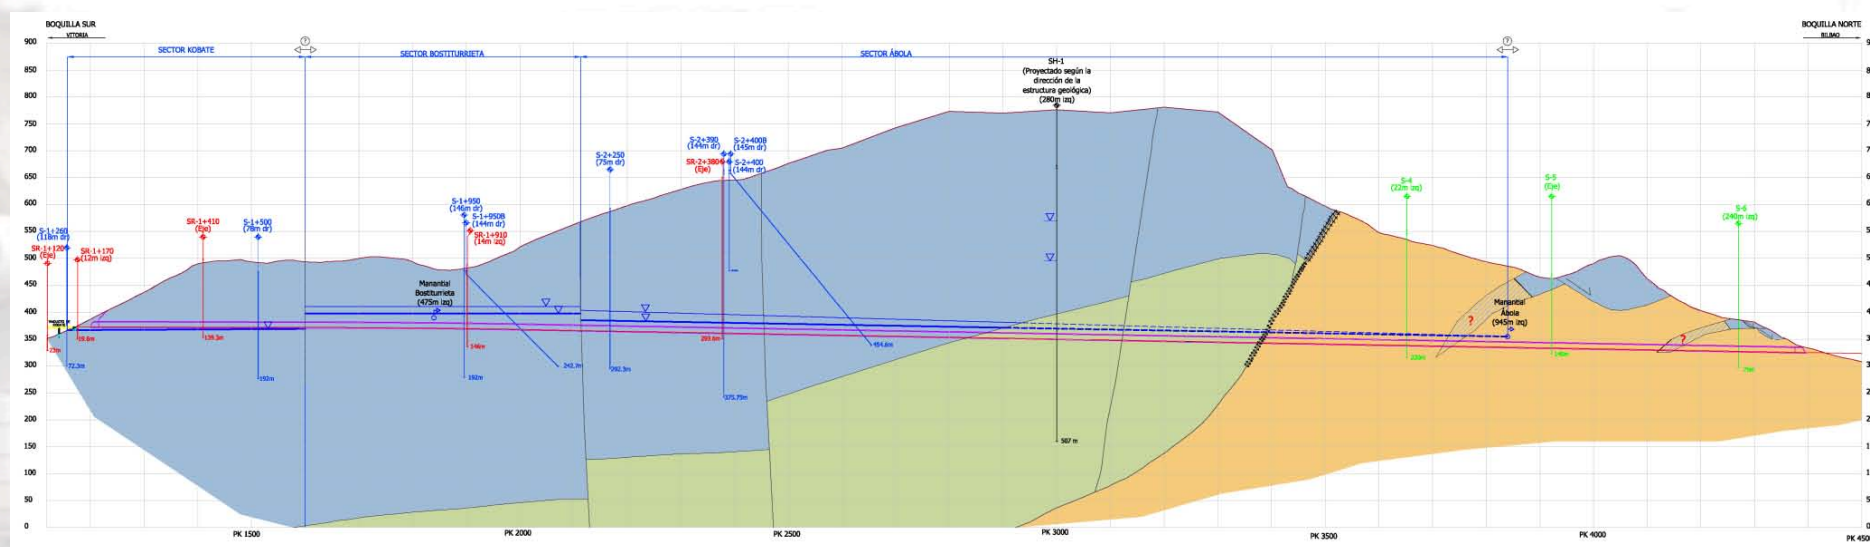 BOQUILLA SUR
VITORIA
BOQUILLA NORTE
BILBAO
SECTOR KOBATE
?
SECTOR BOSTITURRIETA
SECTOR ÁBOLA
?
900
850
800
750
700
650
600
550
500
450
400
350
300
250
200
150
100
50
0
SH-1
(Proyectado según la
dirección de la
estructura geológica)
(280m izq)
S-2+390
(144m dr)
S-2+400B
(145m dr)
SR-2+380
(Eje)
S-2+400
(144m dr)
S-2+250
(75m dr)
S-1+950
(146m dr)
S-1+950B
(144m dr)
SR-1+910
(14m izq)
SR-1+410
(Eje)
S-1+500
(78m dr)
S-1+260
(118m dr)
SR-1+120
(Eje)
SR-1+170
(12m izq)
S-4
(22m izq)
S-5
(Eje)
S-6
(240m izq)
Manantial
Bostiturrieta
(475m izq)
Manantial
Ábola
(945m izq)
?
?
72.3m
192m
146m
192m
242.1m
292.3m
375.75m
454.6m
587 m
PK 1500
PK 2000
PK 2500
PK 3000
PK 3500
PK 4000
PK 450